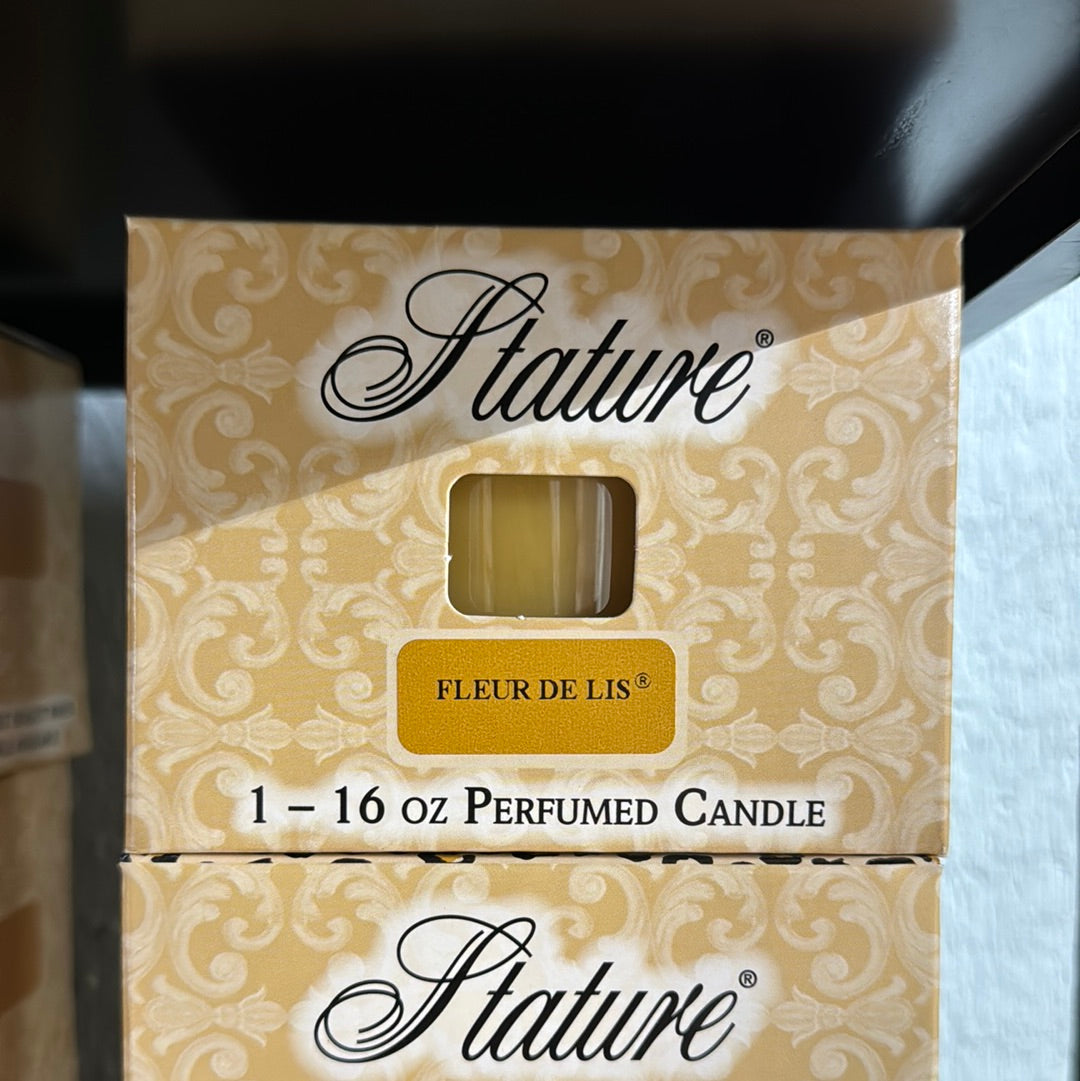 Stature®
FLEUR DE LIS®
1 – 16 OZ PERFUMED CANDLE
Stature®